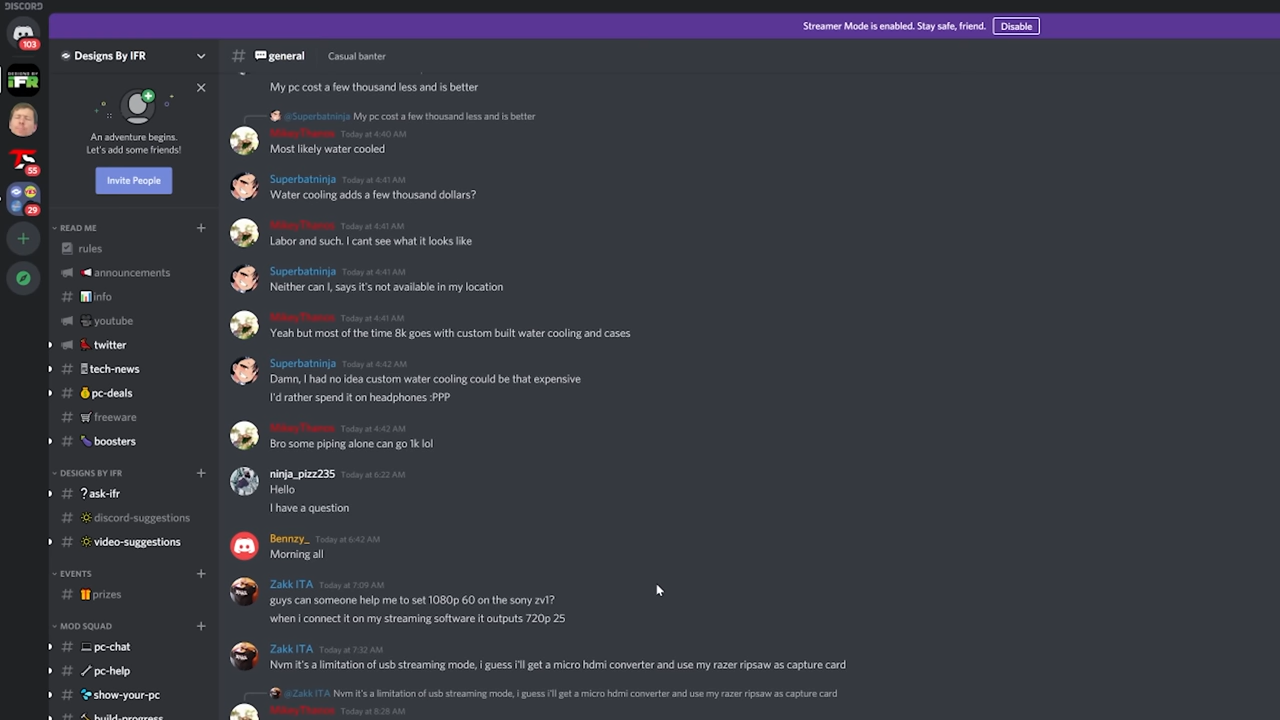 DISCORD
Streamer Mode is enabled. Stay safe, friend. Disable
103
DESIGNS BY
IFR
55
29
Designs By IFR
An adventure begins.
Let's add some friends!
Invite People
READ ME
rules
announcements
info
youtube
twitter
tech-news
pc-deals
freeware
boosters
DESIGNS BY IFR
ask-ifr
discord-suggestions
video-suggestions
EVENTS
prizes
MOD SQUAD
pc-chat
pc-help
show-your-pc
build-progress
general Casual banter
My pc cost a few thousand less and is better
@Superbatninja My pc cost a few thousand less and is better
Today at 4:40 AM
Most likely water cooled
Superbatninja Today at 4:41 AM
Water cooling adds a few thousand dollars?
Today at 4:41 AM
Labor and such. I cant see what it looks like
Superbatninja Today at 4:41 AM
Neither can I, says it's not available in my location
Today at 4:41 AM
Yeah but most of the time 8k goes with custom built water cooling and cases
Superbatninja Today at 4:42 AM
Damn, I had no idea custom water cooling could be that expensive
I'd rather spend it on headphones :PPP
Today at 4:42 AM
Bro some piping alone can go 1k lol
ninja_pizz235 Today at 6:22 AM
Hello
I have a question
Bennzy_ Today at 6:42 AM
Morning all
Zakk ITA Today at 7:09 AM
guys can someone help me to set 1080p 60 on the sony zv1?
when i connect it on my streaming software it outputs 720p 25
Zakk ITA Today at 7:32 AM
Nvm it's a limitation of usb streaming mode, i guess i'll get a micro hdmi converter and use my razer ripsaw as capture card
@Zakk ITA Nvm it's a limitation of usb streaming mode, i guess i'll get a micro hdmi converter and use my razer ripsaw as capture card
Today at 8:28 AM